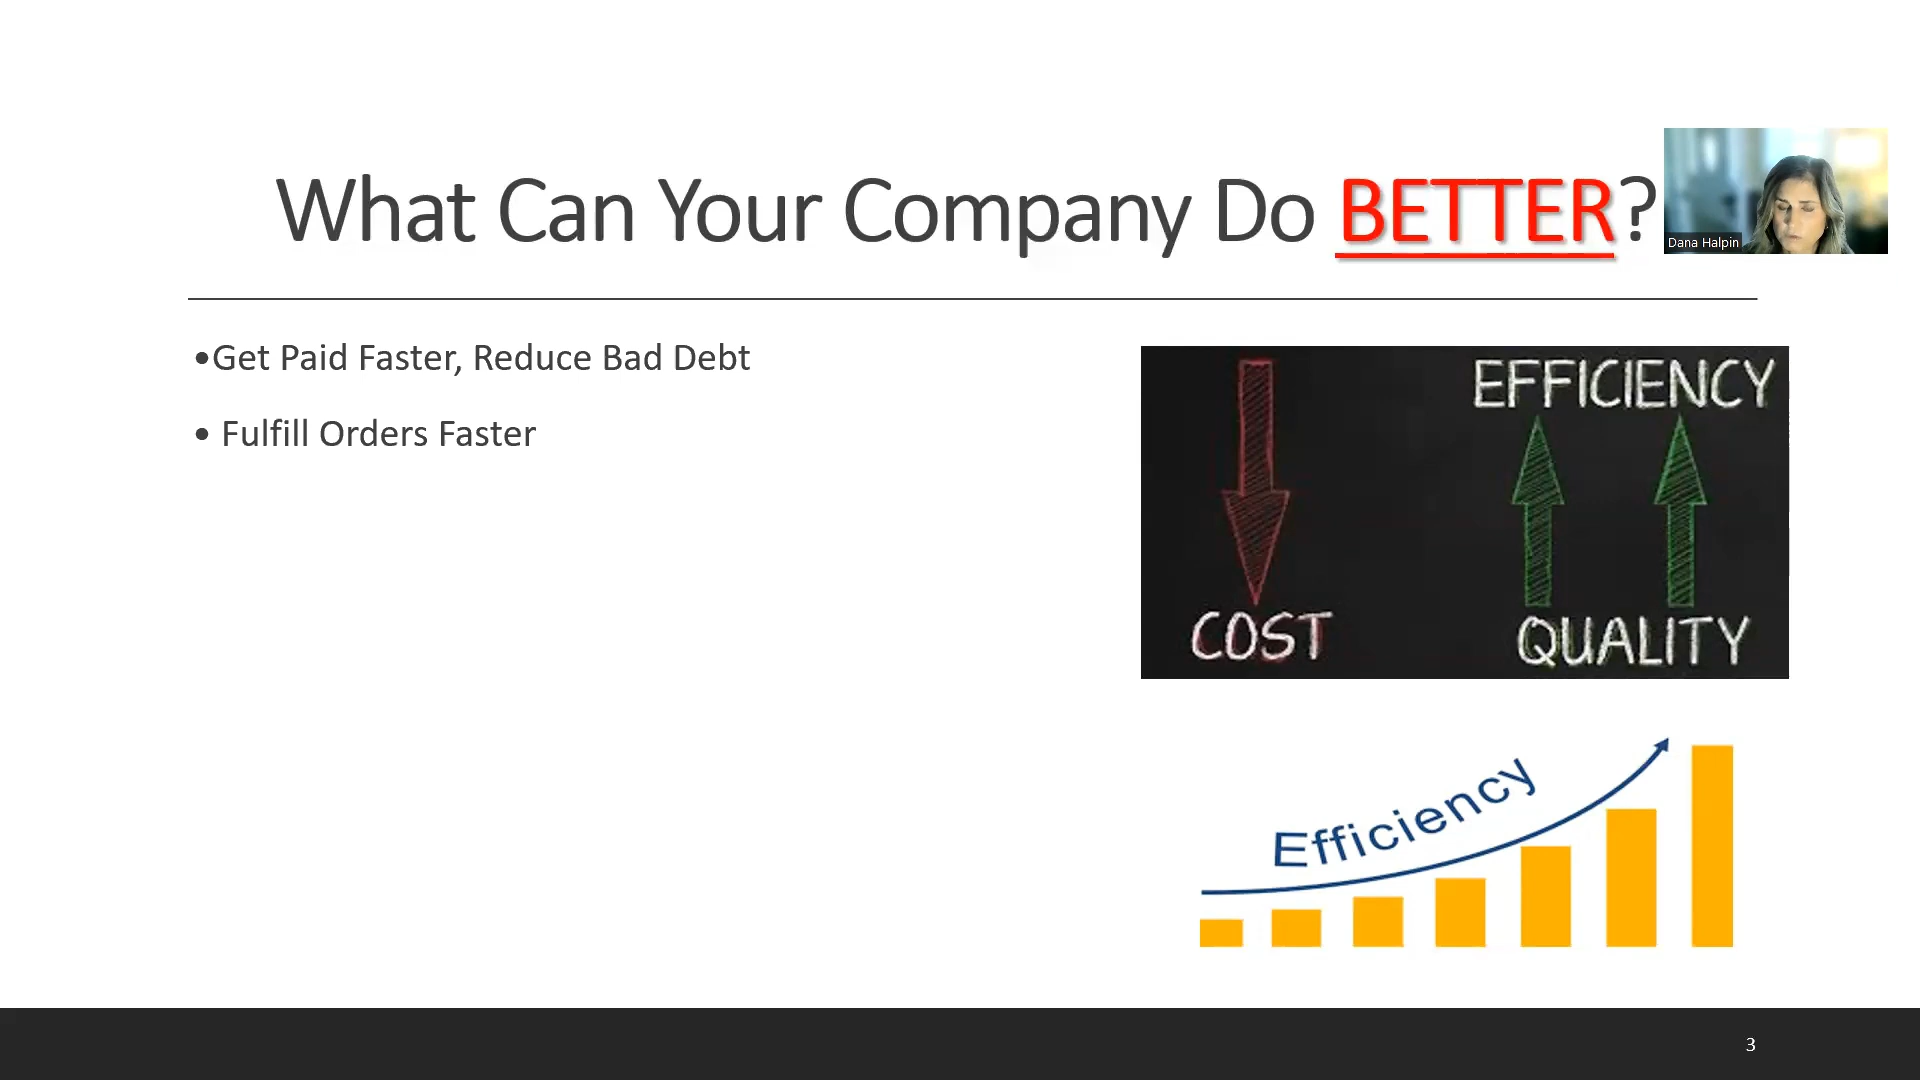 What Can Your Company Do BETTER?
Dana Halpin
•Get Paid Faster, Reduce Bad Debt
• Fulfill Orders Faster
EFFICIENCY
COST
QUALITY
Efficiency
3